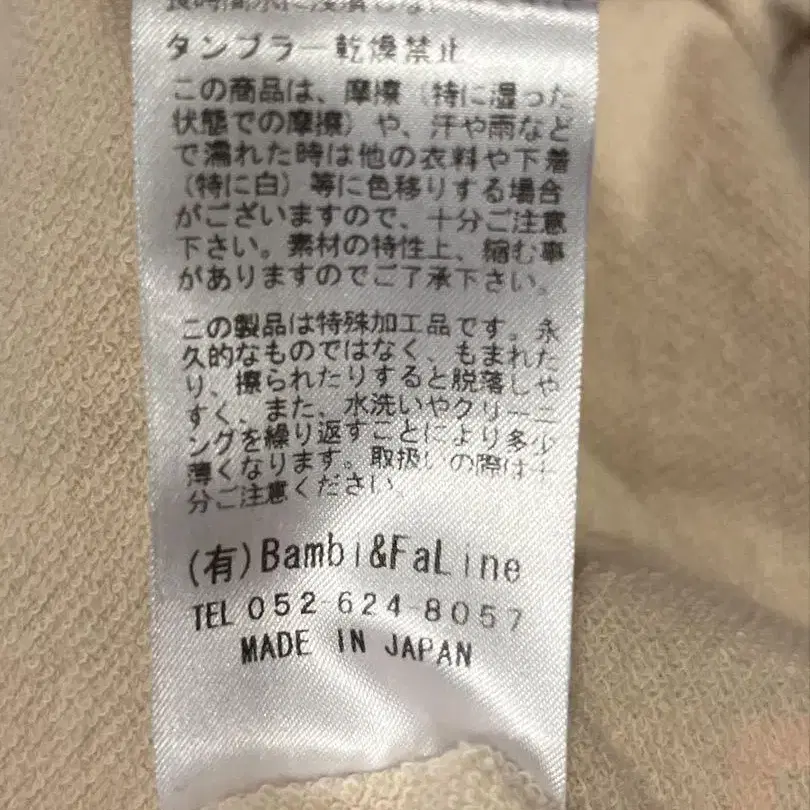 長時間水に浸漬しない
タンブラー乾燥禁止
この商品は、摩擦（特に湿った
状態での摩擦）や、汗や雨など
で濡れた時は他の衣料や下着
（特に白）等に色移りする場合
がございますので、十分ご注意
下さい。素材の特性上、縮む事
がありますのでご了承下さい。
この製品は特殊加工品です。永
久的なものではなく、もまれた
り、擦られたりすると脱落しや
すく、また、水洗いやクリーニ
ングを繰り返すことにより多少
薄くなります。取扱いの際は十
分ご注意ください。
(有)Bambi&FaLine
TEL 052-624-8057
MADE IN JAPAN